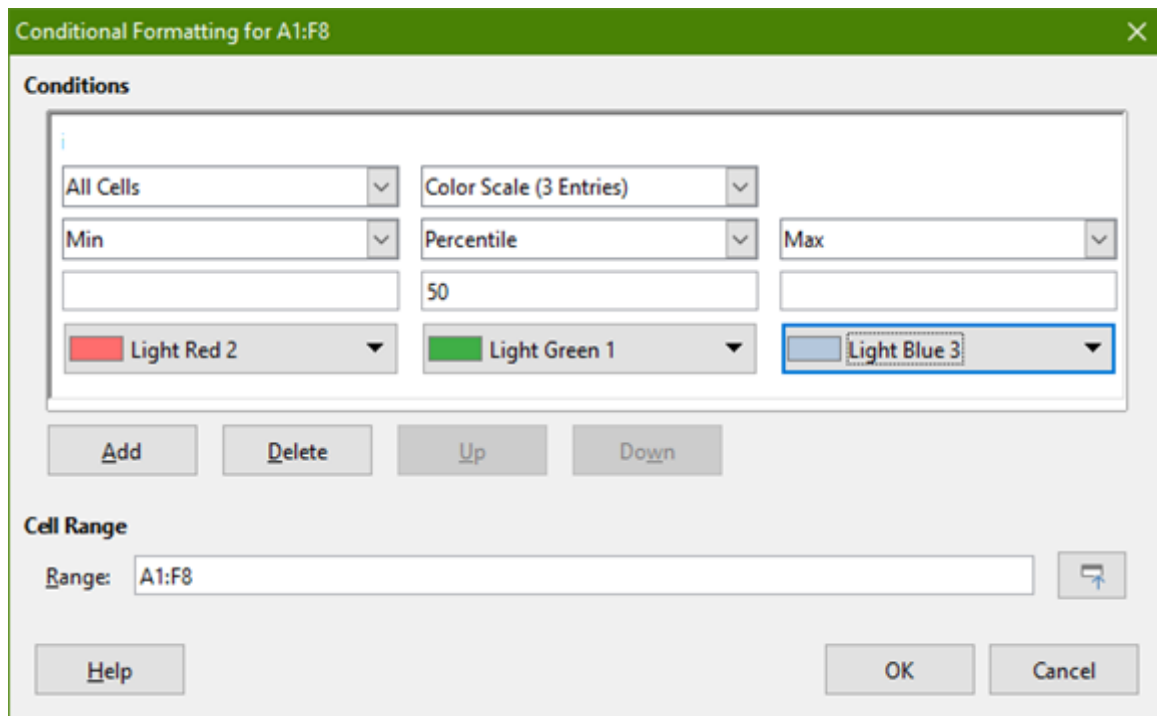 Conditional Formatting for A1:F8
Conditions
i
All Cells Color Scale (3 Entries)
Min Percentile Max
50
Light Red 2 Light Green 1 Light Blue 3
Add Delete Up Down
Cell Range
Range: A1:F8
Help OK Cancel